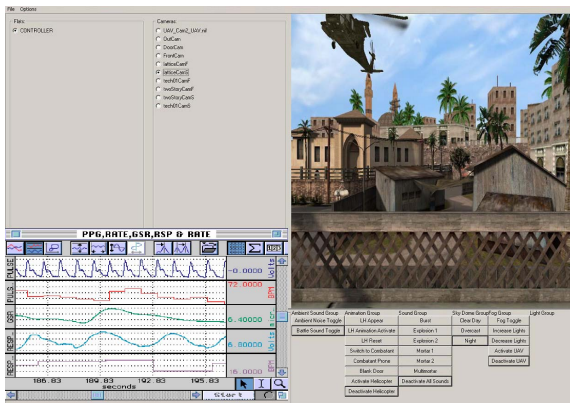 File Options
Files:
CONTROLLER
Cameras:
UAV_Cam2_UAV.nil
OutCam
DoorCam
FrontCam
latticeCamF
latticeCamG
tech01CamF
twoStoryCamF
twoStoryCamG
tech01CamS
PPG,RATE,GSR,RSP & RATE
PULSE
-0.0000 Volts
PULS
72.0000 BPM
GSR
6.40000
RESP
6.80000 Volts
RESP
16.0000 BPM
186.83 189.83 192.83 195.83
seconds
Start
Ambient Sound Group Animation Group Sound Group Sky Dome Group Fog Group Light Group
Ambient Noise Toggle LH Appear Burst Clear Day Fog Toggle
Battle Sound Toggle LH Animation Activate Explosion 1 Overcast Increase Lights
LH Reset Explosion 2 Night Decrease Lights
Switch to Combatant Mortar 1 Activate UAV
Combatant Prone Mortar 2 Deactivate UAV
Blank Door Multimortar
Activate Helicopter Deactivate All Sounds
Deactivate Helicopter